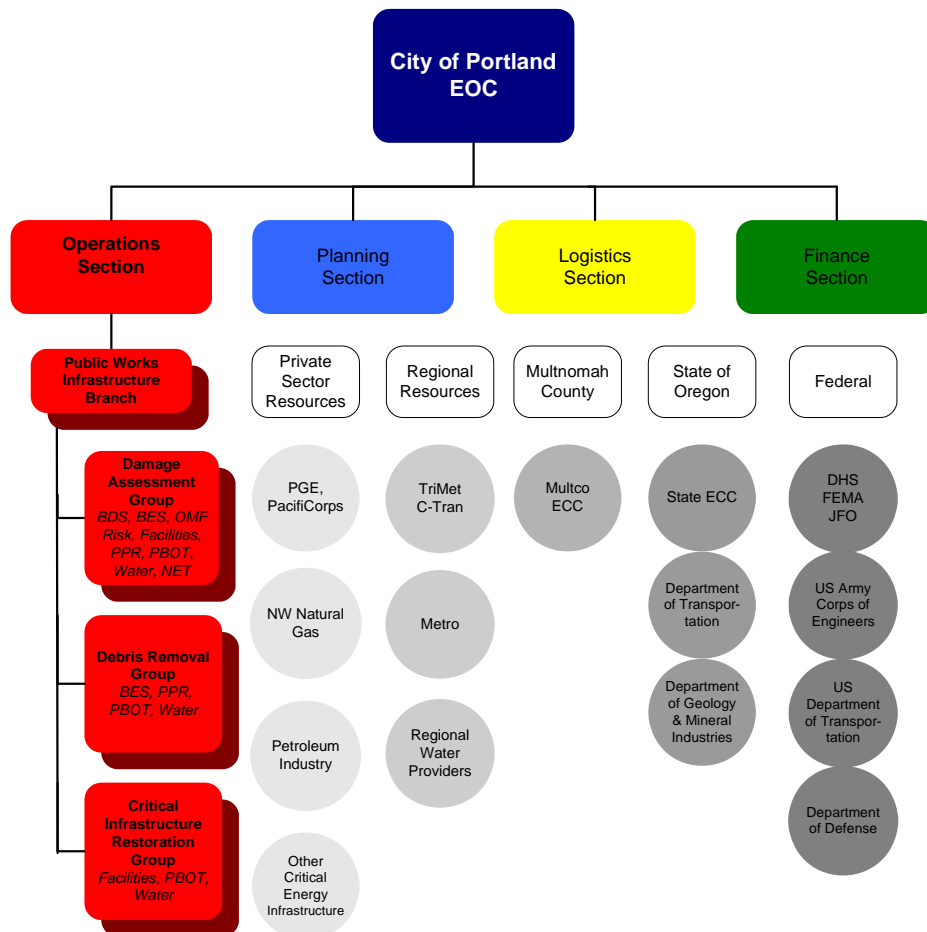 City of Portland
EOC
Operations
Section
Planning
Section
Logistics
Section
Finance
Section
Public Works
Infrastructure
Branch
Private
Sector
Resources
Regional
Resources
Multnomah
County
State of
Oregon
Federal
Damage
Assessment
Group
BDS, BES, OMF
Risk, Facilities,
PPR, PBOT,
Water, NET
PGE,
PacifiCorps
TriMet
C-Tran
Multco
ECC
State ECC
DHS
FEMA
JFO
NW Natural
Gas
Metro
Department
of Transpor-
tation
US Army
Corps of
Engineers
Debris Removal
Group
BES, PPR,
PBOT, Water
Petroleum
Industry
Regional
Water
Providers
Department
of Geology
& Mineral
Industries
US
Department
of Transpor-
tation
Critical
Infrastructure
Restoration
Group
Facilities, PBOT,
Water
Other
Critical
Energy
Infrastructure
Department
of Defense